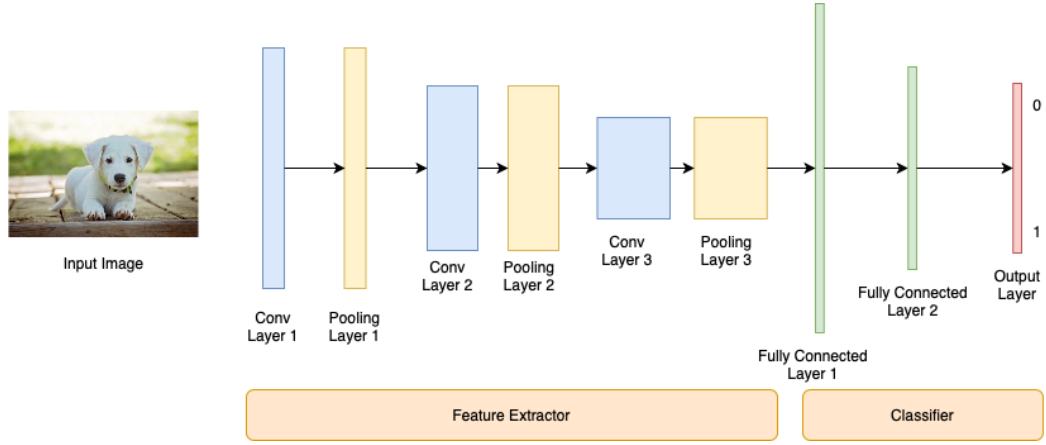 Input Image
Conv
Layer 1
Pooling
Layer 1
Conv
Layer 2
Pooling
Layer 2
Conv
Layer 3
Pooling
Layer 3
Fully Connected
Layer 1
Fully Connected
Layer 2
0
1
Output
Layer
Feature Extractor
Classifier